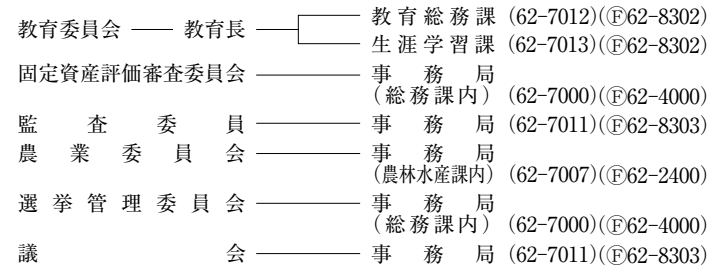 教育総務課 (62-7012)(Ⓕ62-8302)
教育委員会 教育長
生涯学習課 (62-7013)(Ⓕ62-8302)
固定資産評価審査委員会 事務局
(総務課内) (62-7000)(Ⓕ62-4000)
監査委員 事務局 (62-7011)(Ⓕ62-8303)
農業委員会 事務局
(農林水産課内) (62-7007)(Ⓕ62-2400)
選挙管理委員会 事務局
(総務課内) (62-7000)(Ⓕ62-4000)
議会 事務局 (62-7011)(Ⓕ62-8303)